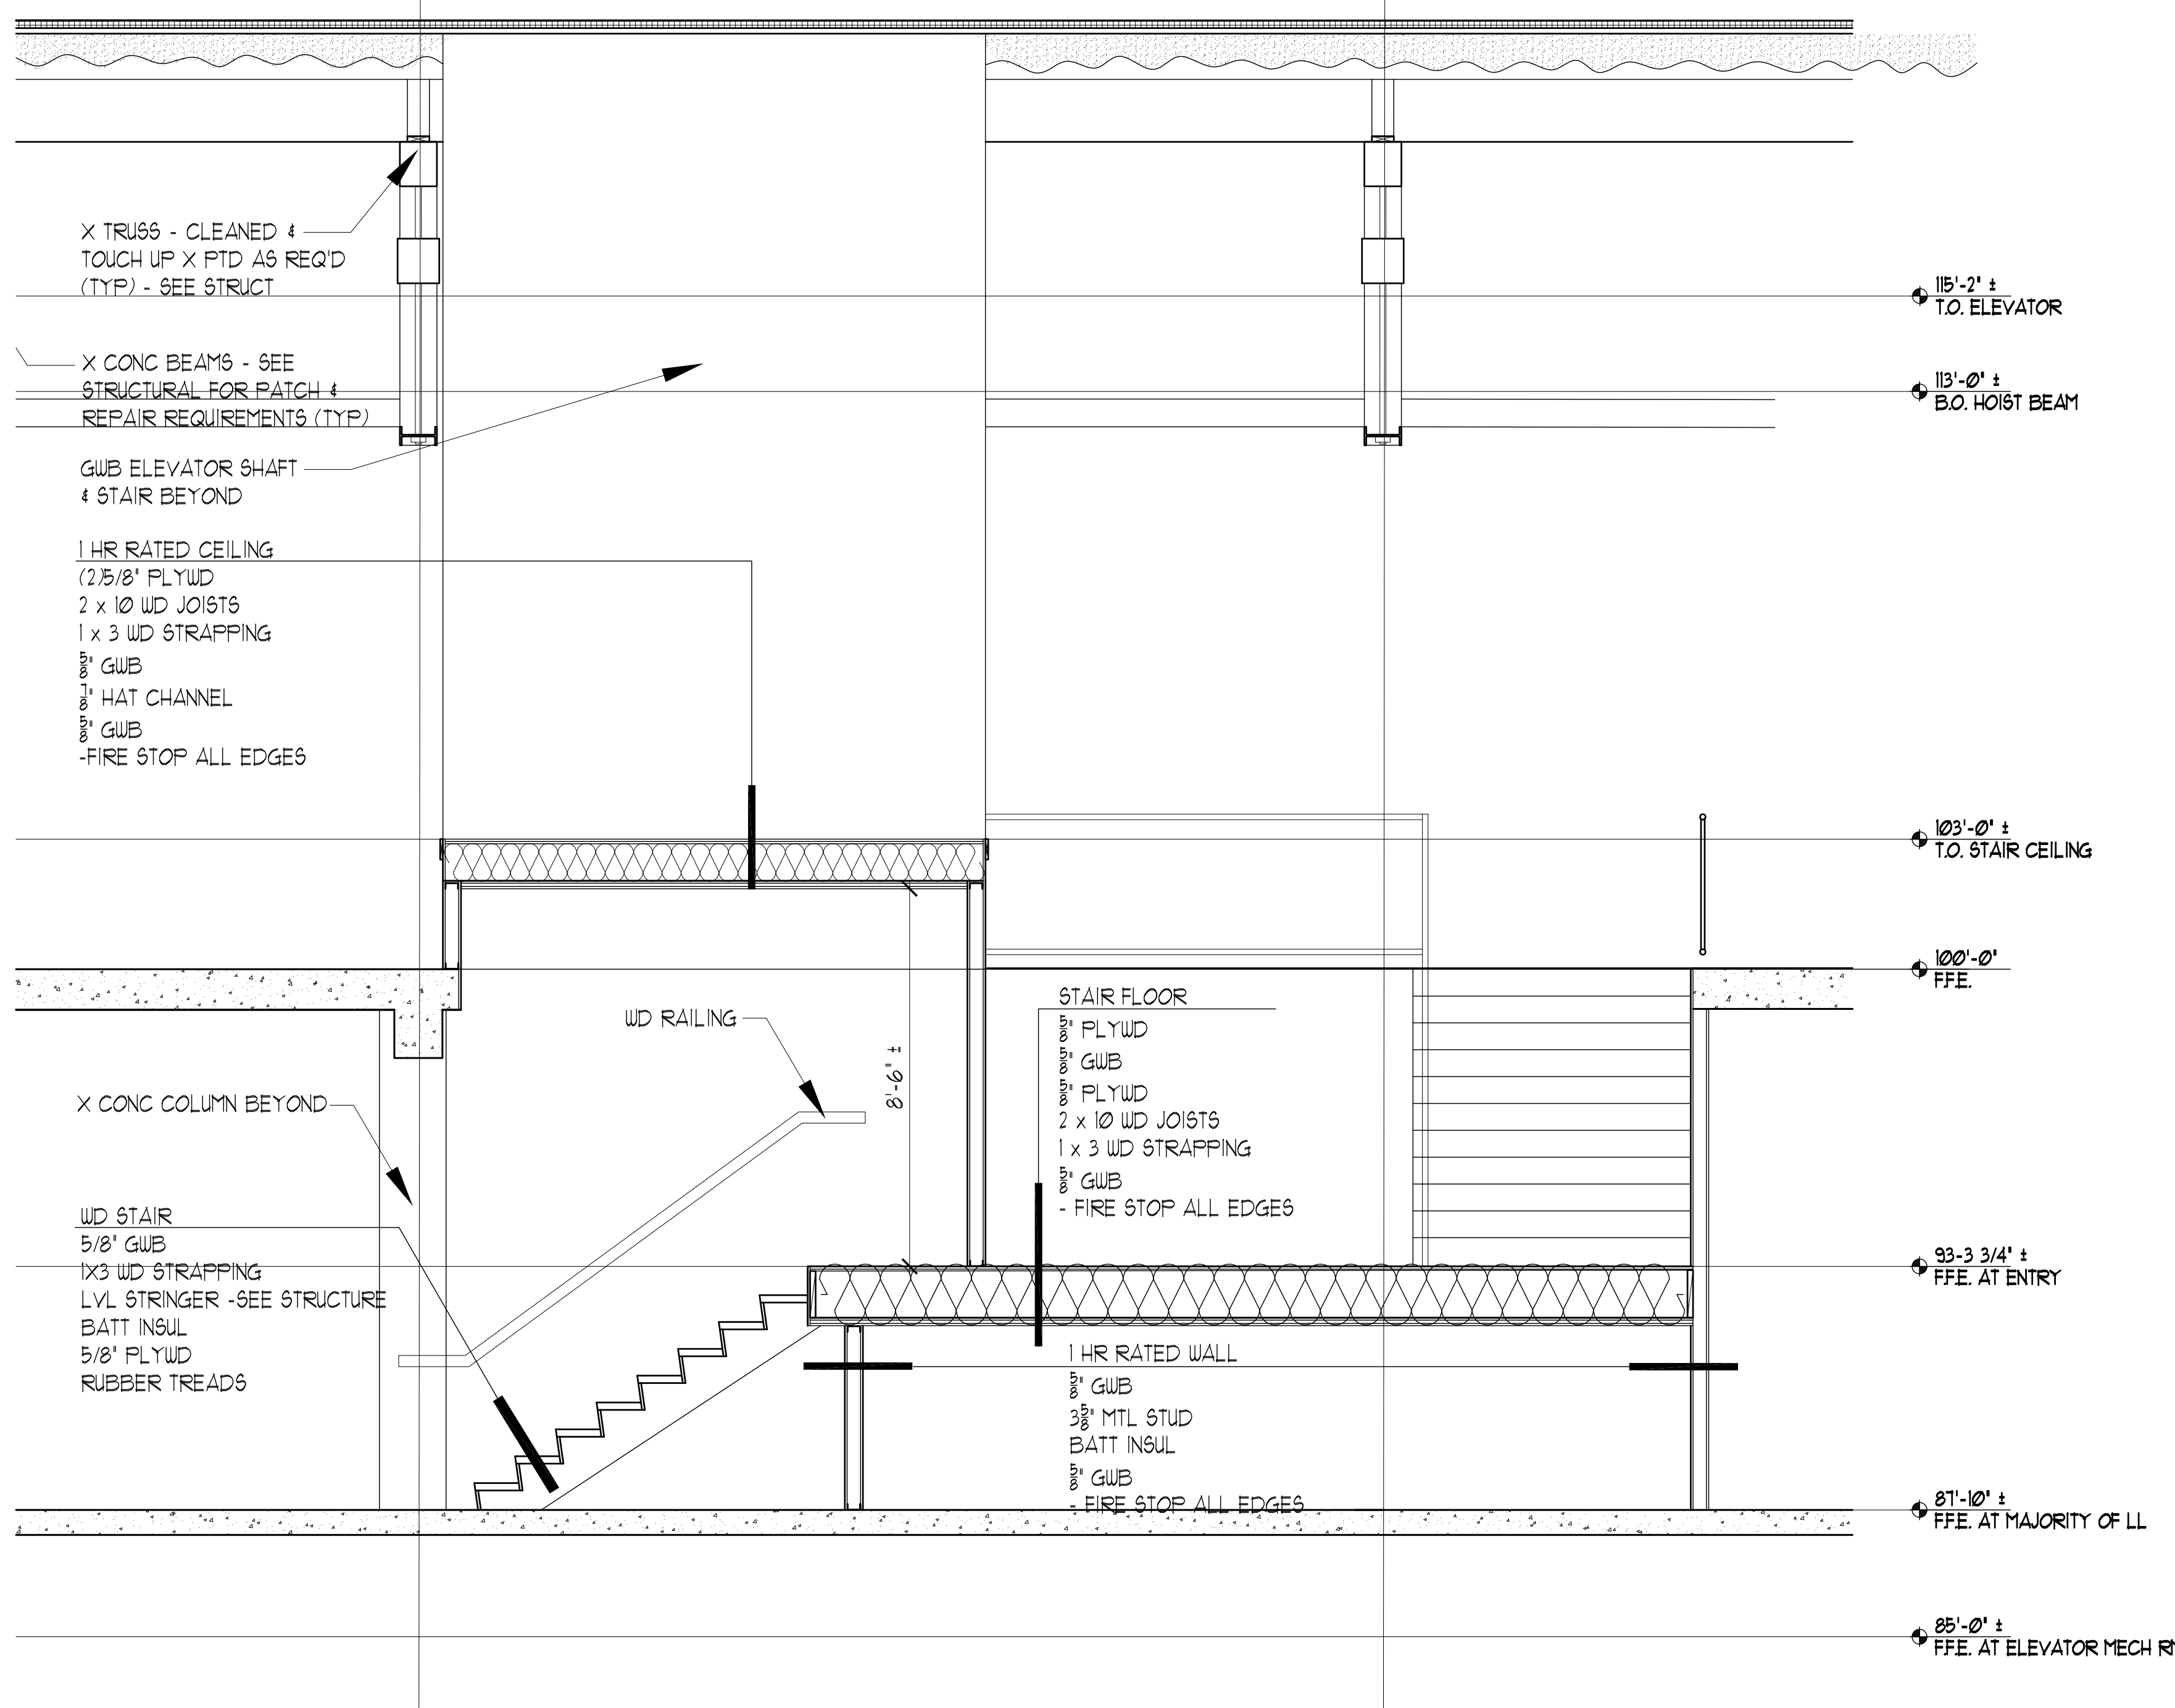 X TRUSS - CLEANED &
TOUCH UP X PTD AS REQ'D
(TYP) - SEE STRUCT
X CONC BEAMS - SEE
STRUCTURAL FOR PATCH &
REPAIR REQUIREMENTS (TYP)
GWB ELEVATOR SHAFT
& STAIR BEYOND
1 HR RATED CEILING
(2)5/8" PLYWD
2 x 10 WD JOISTS
1 x 3 WD STRAPPING
5/8" GWB
7/8" HAT CHANNEL
5/8" GWB
-FIRE STOP ALL EDGES
X CONC COLUMN BEYOND
WD STAIR
5/8" GWB
1X3 WD STRAPPING
LVL STRINGER -SEE STRUCTURE
BATT INSUL
5/8" PLYWD
RUBBER TREADS
WD RAILING
8'-6" ±
STAIR FLOOR
5/8" PLYWD
5/8" GWB
5/8" PLYWD
2 x 10 WD JOISTS
1 x 3 WD STRAPPING
5/8" GWB
- FIRE STOP ALL EDGES
1 HR RATED WALL
5/8" GWB
3 5/8" MTL STUD
BATT INSUL
5/8" GWB
- FIRE STOP ALL EDGES
115'-2" ±
T.O. ELEVATOR
113'-0" ±
B.O. HOIST BEAM
103'-0" ±
T.O. STAIR CEILING
100'-0"
F.F.E.
93-3 3/4" ±
F.F.E. AT ENTRY
87'-10" ±
F.F.E. AT MAJORITY OF LL
85'-0" ±
F.F.E. AT ELEVATOR MECH